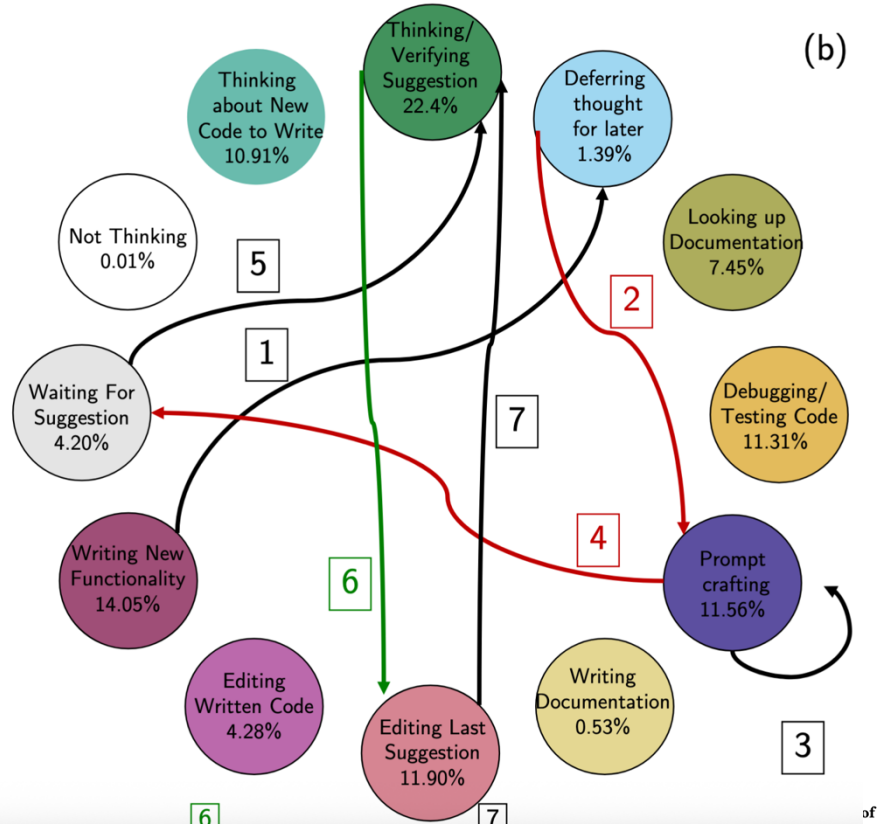 (b)
Thinking/
Verifying
Suggestion
22.4%
Thinking
about New
Code to Write
10.91%
Deferring
thought
for later
1.39%
Not Thinking
0.01%
Looking up
Documentation
7.45%
5
2
1
Waiting For
Suggestion
4.20%
Debugging/
Testing Code
11.31%
7
4
Writing New
Functionality
14.05%
6
Prompt
crafting
11.56%
Editing
Written Code
4.28%
Editing Last
Suggestion
11.90%
Writing
Documentation
0.53%
3
6
7
of